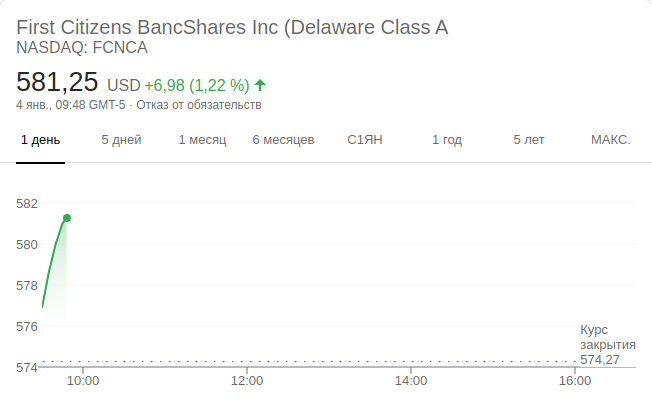 First Citizens BancShares Inc (Delaware Class A
NASDAQ: FCNCA
581,25 USD +6,98 (1,22 %)
4 янв., 09:48 GMT-5 · Отказ от обязательств
1 день 5 дней 1 месяц 6 месяцев С1ЯН 1 год 5 лет МАКС.
582
580
578
576
574
Курс
закрытия
574,27
10:00 12:00 14:00 16:00